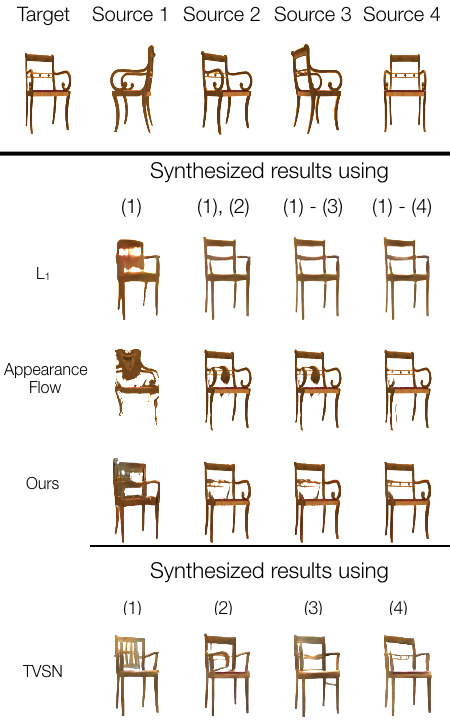 Target Source 1 Source 2 Source 3 Source 4
Synthesized results using
(1) (1), (2) (1) - (3) (1) - (4)
L₁
Appearance
Flow
Ours
Synthesized results using
(1) (2) (3) (4)
TVSN